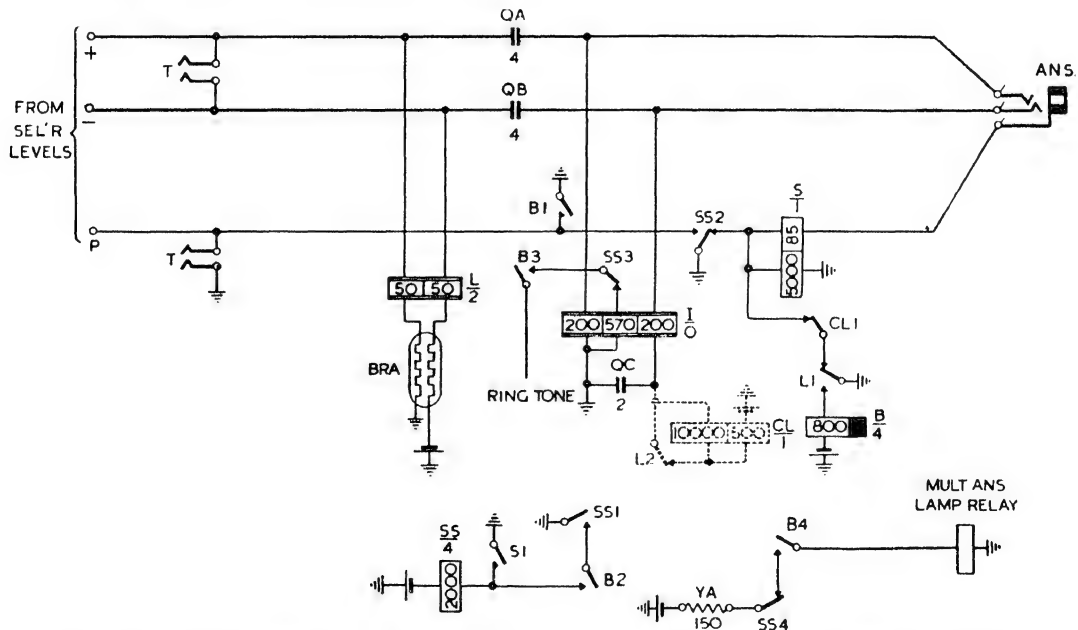 QA
4
+
T
QB
4
ANS.
FROM
SEL'R
LEVELS
−
P
T
B1
SS2
S
1
85
5000
B3
SS3
50
50
L
2
200
570
200
I
O
CL1
BRA
QC
2
RING TONE
L1
10000
500
CL
1
800
B
4
L2
MULT ANS
LAMP RELAY
SS
4
2000
S1
SS1
B2
B4
YA
150
SS4